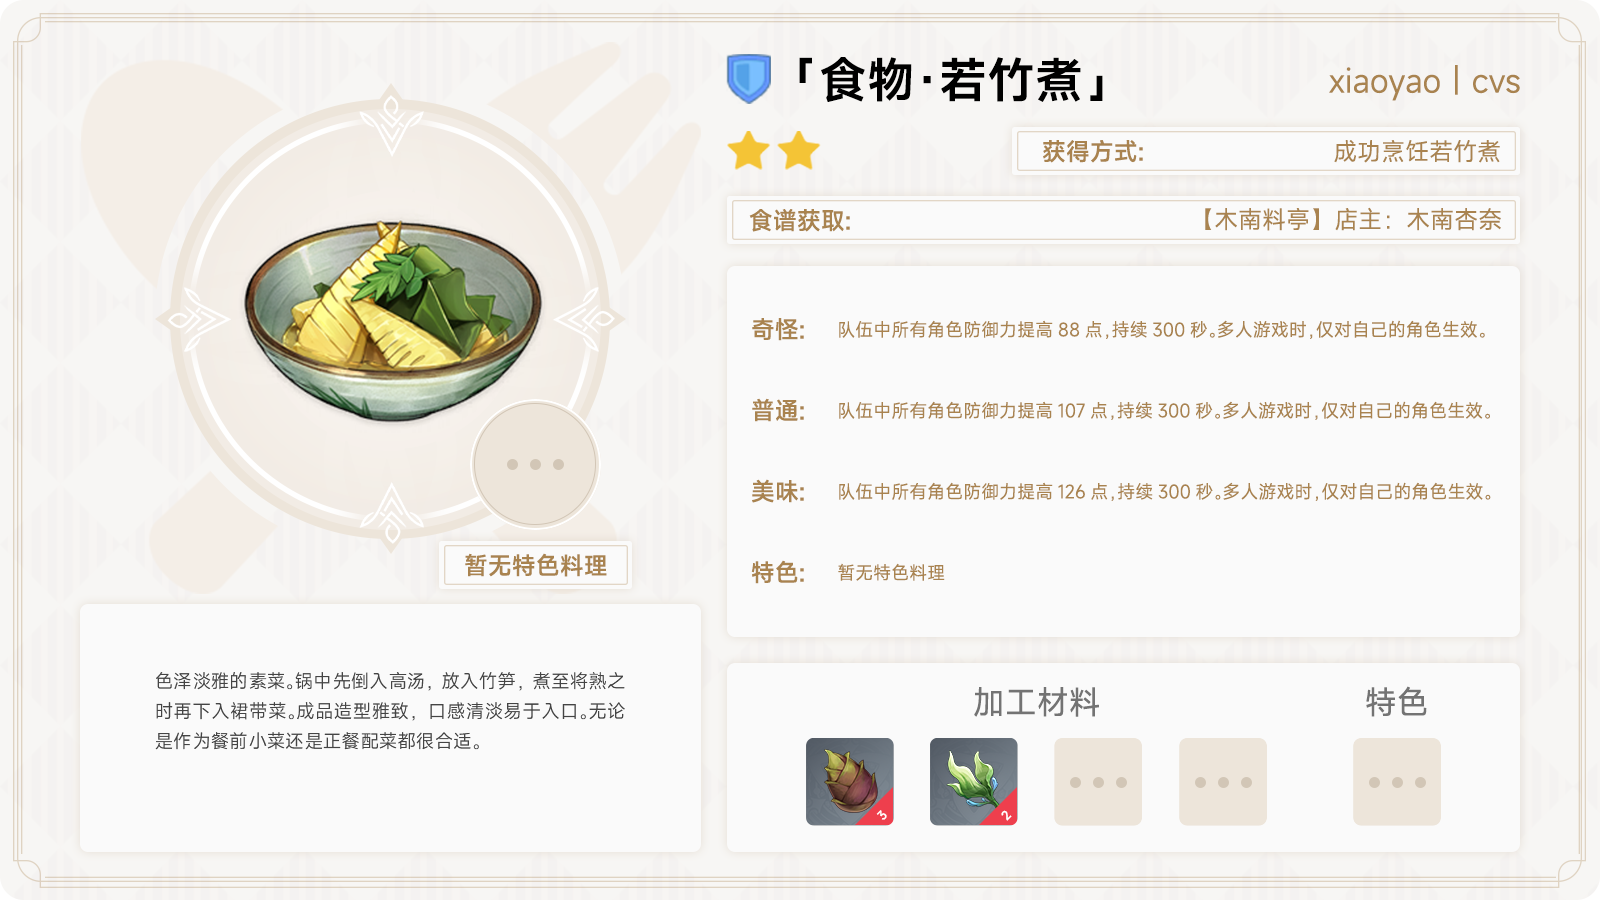 「食物·若竹煮」
xiaoyao | cvs
获得方式:
成功烹饪若竹煮
食谱获取:
【木南料亭】店主：木南杏奈
奇怪:
队伍中所有角色防御力提高 88 点,持续 300 秒。多人游戏时,仅对自己的角色生效。
普通:
队伍中所有角色防御力提高 107 点,持续 300 秒。多人游戏时,仅对自己的角色生效。
美味:
队伍中所有角色防御力提高 126 点,持续 300 秒。多人游戏时,仅对自己的角色生效。
特色:
暂无特色料理
暂无特色料理
色泽淡雅的素菜。锅中先倒入高汤，放入竹笋，煮至将熟之
时再下入裙带菜。成品造型雅致，口感清淡易于入口。无论
是作为餐前小菜还是正餐配菜都很合适。
加工材料
特色
3
2